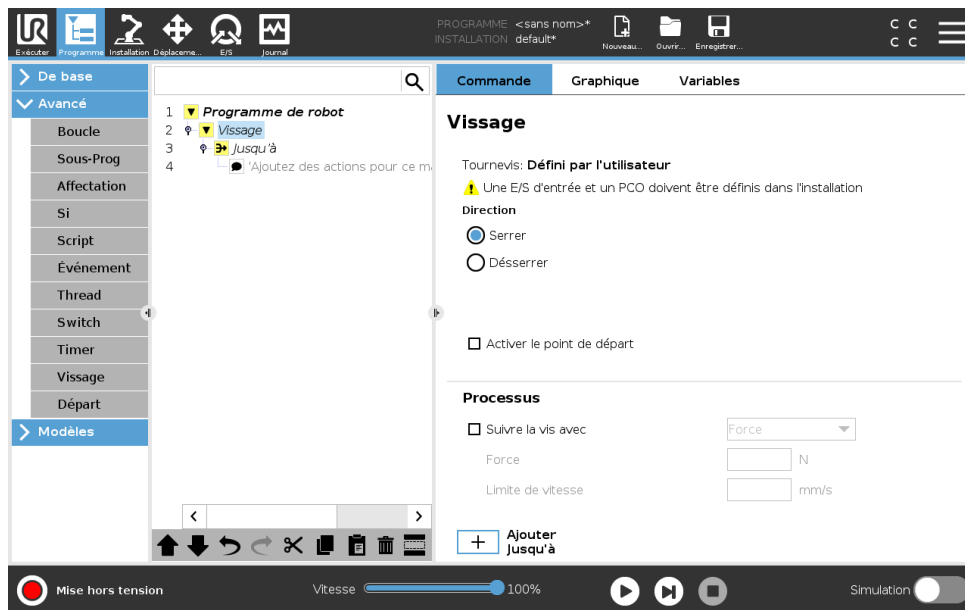 PROGRAMME <sans nom>*
INSTALLATION default*
Exécuter
Programme
Installation
Déplaceme...
E/S
Journal
Nouveau...
Ouvrir...
Enregistrer...
C C
C C
De base
Avancé
Boucle
Sous-Prog
Affectation
Si
Script
Événement
Thread
Switch
Timer
Vissage
Départ
Modèles
1 Programme de robot
2 Vissage
3 Jusqu'à
4 'Ajoutez des actions pour ce m
Commande
Graphique
Variables
Vissage
Tournevis: Défini par l'utilisateur
Une E/S d'entrée et un PCO doivent être définis dans l'installation
Direction
Serrer
Désserrer
Activer le point de départ
Processus
Suivre la vis avec
Force
Force
N
Limite de vitesse
mm/s
Ajouter
Jusqu'à
Mise hors tension
Vitesse
100%
Simulation